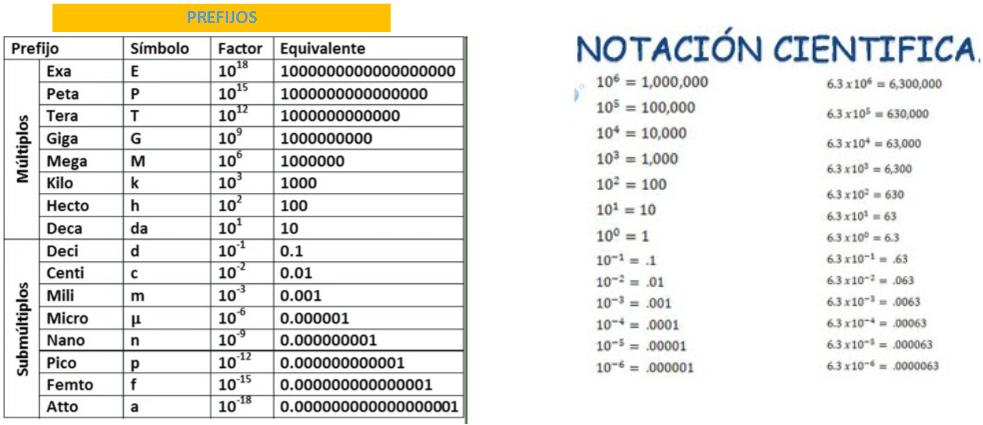 PREFIJOS
Prefijo Símbolo Factor Equivalente
Múltiplos
Exa E 10^18 1000000000000000000
Peta P 10^15 1000000000000000
Tera T 10^12 1000000000000
Giga G 10^9 1000000000
Mega M 10^6 1000000
Kilo k 10^3 1000
Hecto h 10^2 100
Deca da 10^1 10
Submúltiplos
Deci d 10^-1 0.1
Centi c 10^-2 0.01
Mili m 10^-3 0.001
Micro μ 10^-6 0.000001
Nano n 10^-9 0.000000001
Pico p 10^-12 0.000000000001
Femto f 10^-15 0.000000000000001
Atto a 10^-18 0.000000000000000001
NOTACIÓN CIENTIFICA.
10^6 = 1,000,000
10^5 = 100,000
10^4 = 10,000
10^3 = 1,000
10^2 = 100
10^1 = 10
10^0 = 1
10^-1 = .1
10^-2 = .01
10^-3 = .001
10^-4 = .0001
10^-5 = .00001
10^-6 = .000001
6.3 x 10^6 = 6,300,000
6.3 x 10^5 = 630,000
6.3 x 10^4 = 63,000
6.3 x 10^3 = 6,300
6.3 x 10^2 = 630
6.3 x 10^1 = 63
6.3 x 10^0 = 6.3
6.3 x 10^-1 = .63
6.3 x 10^-2 = .063
6.3 x 10^-3 = .0063
6.3 x 10^-4 = .00063
6.3 x 10^-5 = .000063
6.3 x 10^-6 = .0000063